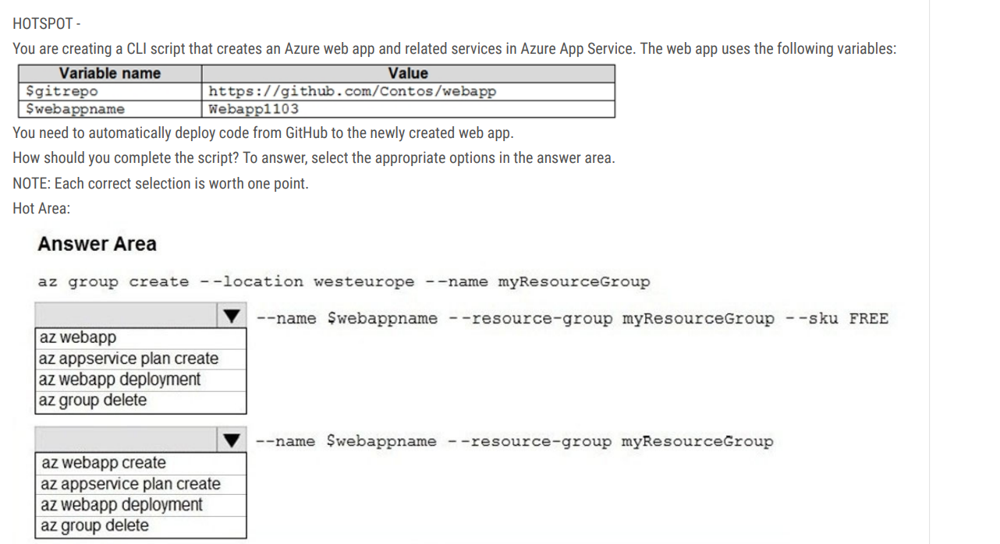 HOTSPOT -
You are creating a CLI script that creates an Azure web app and related services in Azure App Service. The web app uses the following variables:
Variable name Value
$gitrepo https://github.com/Contos/webapp
$webappname Webapp1103
You need to automatically deploy code from GitHub to the newly created web app.
How should you complete the script? To answer, select the appropriate options in the answer area.
NOTE: Each correct selection is worth one point.
Hot Area:
Answer Area
az group create --location westeurope --name myResourceGroup
--name $webappname --resource-group myResourceGroup --sku FREE
az webapp
az appservice plan create
az webapp deployment
az group delete
--name $webappname --resource-group myResourceGroup
az webapp create
az appservice plan create
az webapp deployment
az group delete